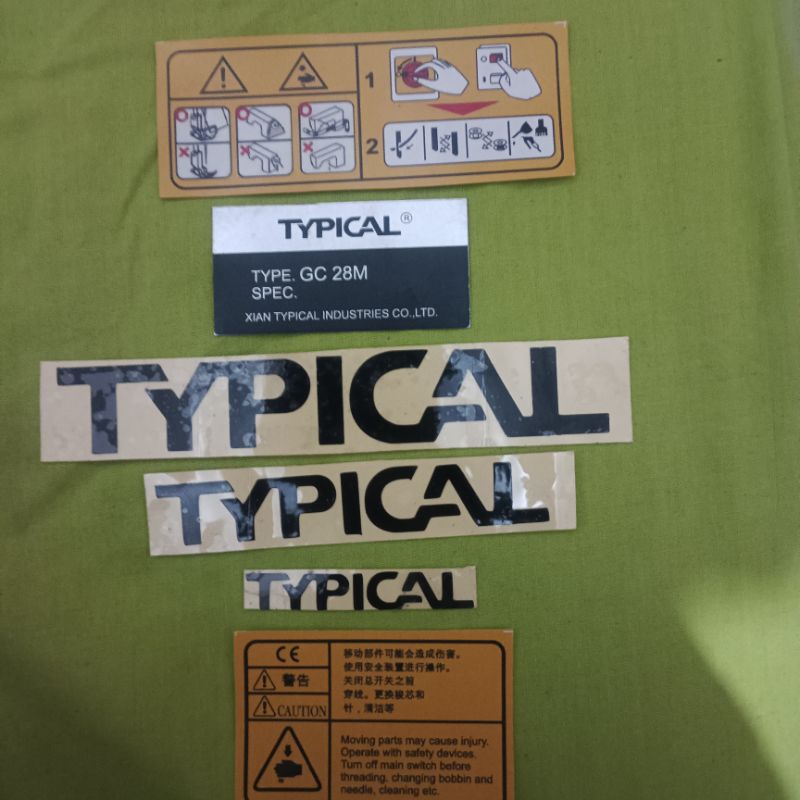 1
2
TYPICAL®
TYPE. GC 28M
SPEC.
XIAN TYPICAL INDUSTRIES CO.,LTD.
TYPICAL
TYPICAL
TYPICAL
CE
警告
CAUTION
移动部件可能会造成伤害。
使用安全装置进行操作。
关闭总开关之前
穿线。更换梭芯和
针，清洁等
Moving parts may cause injury.
Operate with safety devices.
Turn off main switch before
threading, changing bobbin and
needle, cleaning etc.